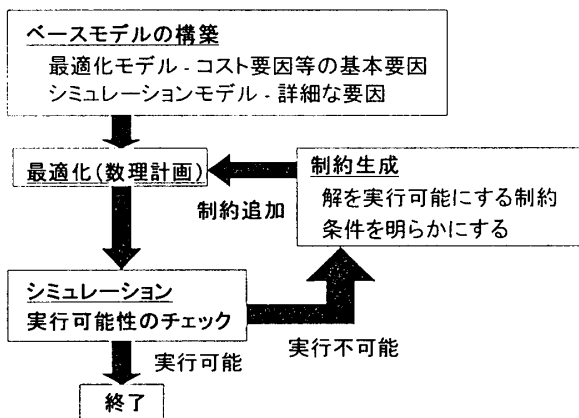 ベースモデルの構築
最適化モデル - コスト要因等の基本要因
シミュレーションモデル - 詳細な要因
最適化(数理計画)
制約追加
制約生成
解を実行可能にする制約
条件を明らかにする
シミュレーション
実行可能性のチェック
実行可能
実行不可能
終了